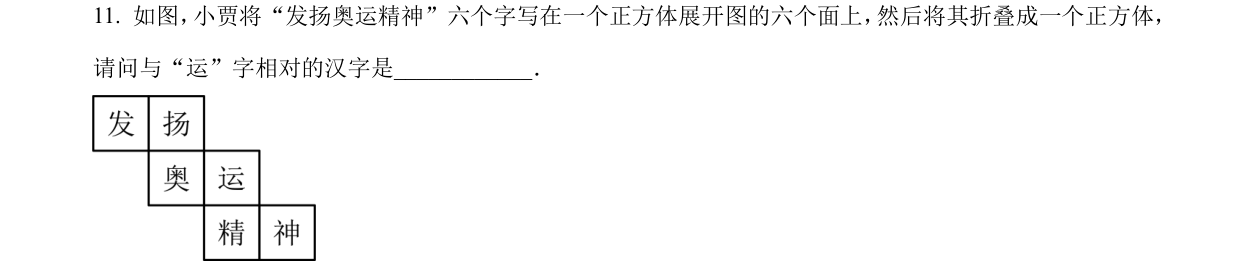 11. 如图，小贾将“发扬奥运精神”六个字写在一个正方体展开图的六个面上，然后将其折叠成一个正方体，
请问与“运”字相对的汉字是____________．
发 扬
奥 运
精 神